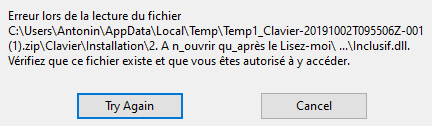 Erreur lors de la lecture du fichier
C:\Users\Antonin\AppData\Local\Temp\Temp1_Clavier-20191002T095506Z-001
(1).zip\Clavier\Installation\2. A n_ouvrir qu_après le Lisez-moi\ ...\Inclusif.dll.
Vérifiez que ce fichier existe et que vous êtes autorisé à y accéder.
Try Again Cancel